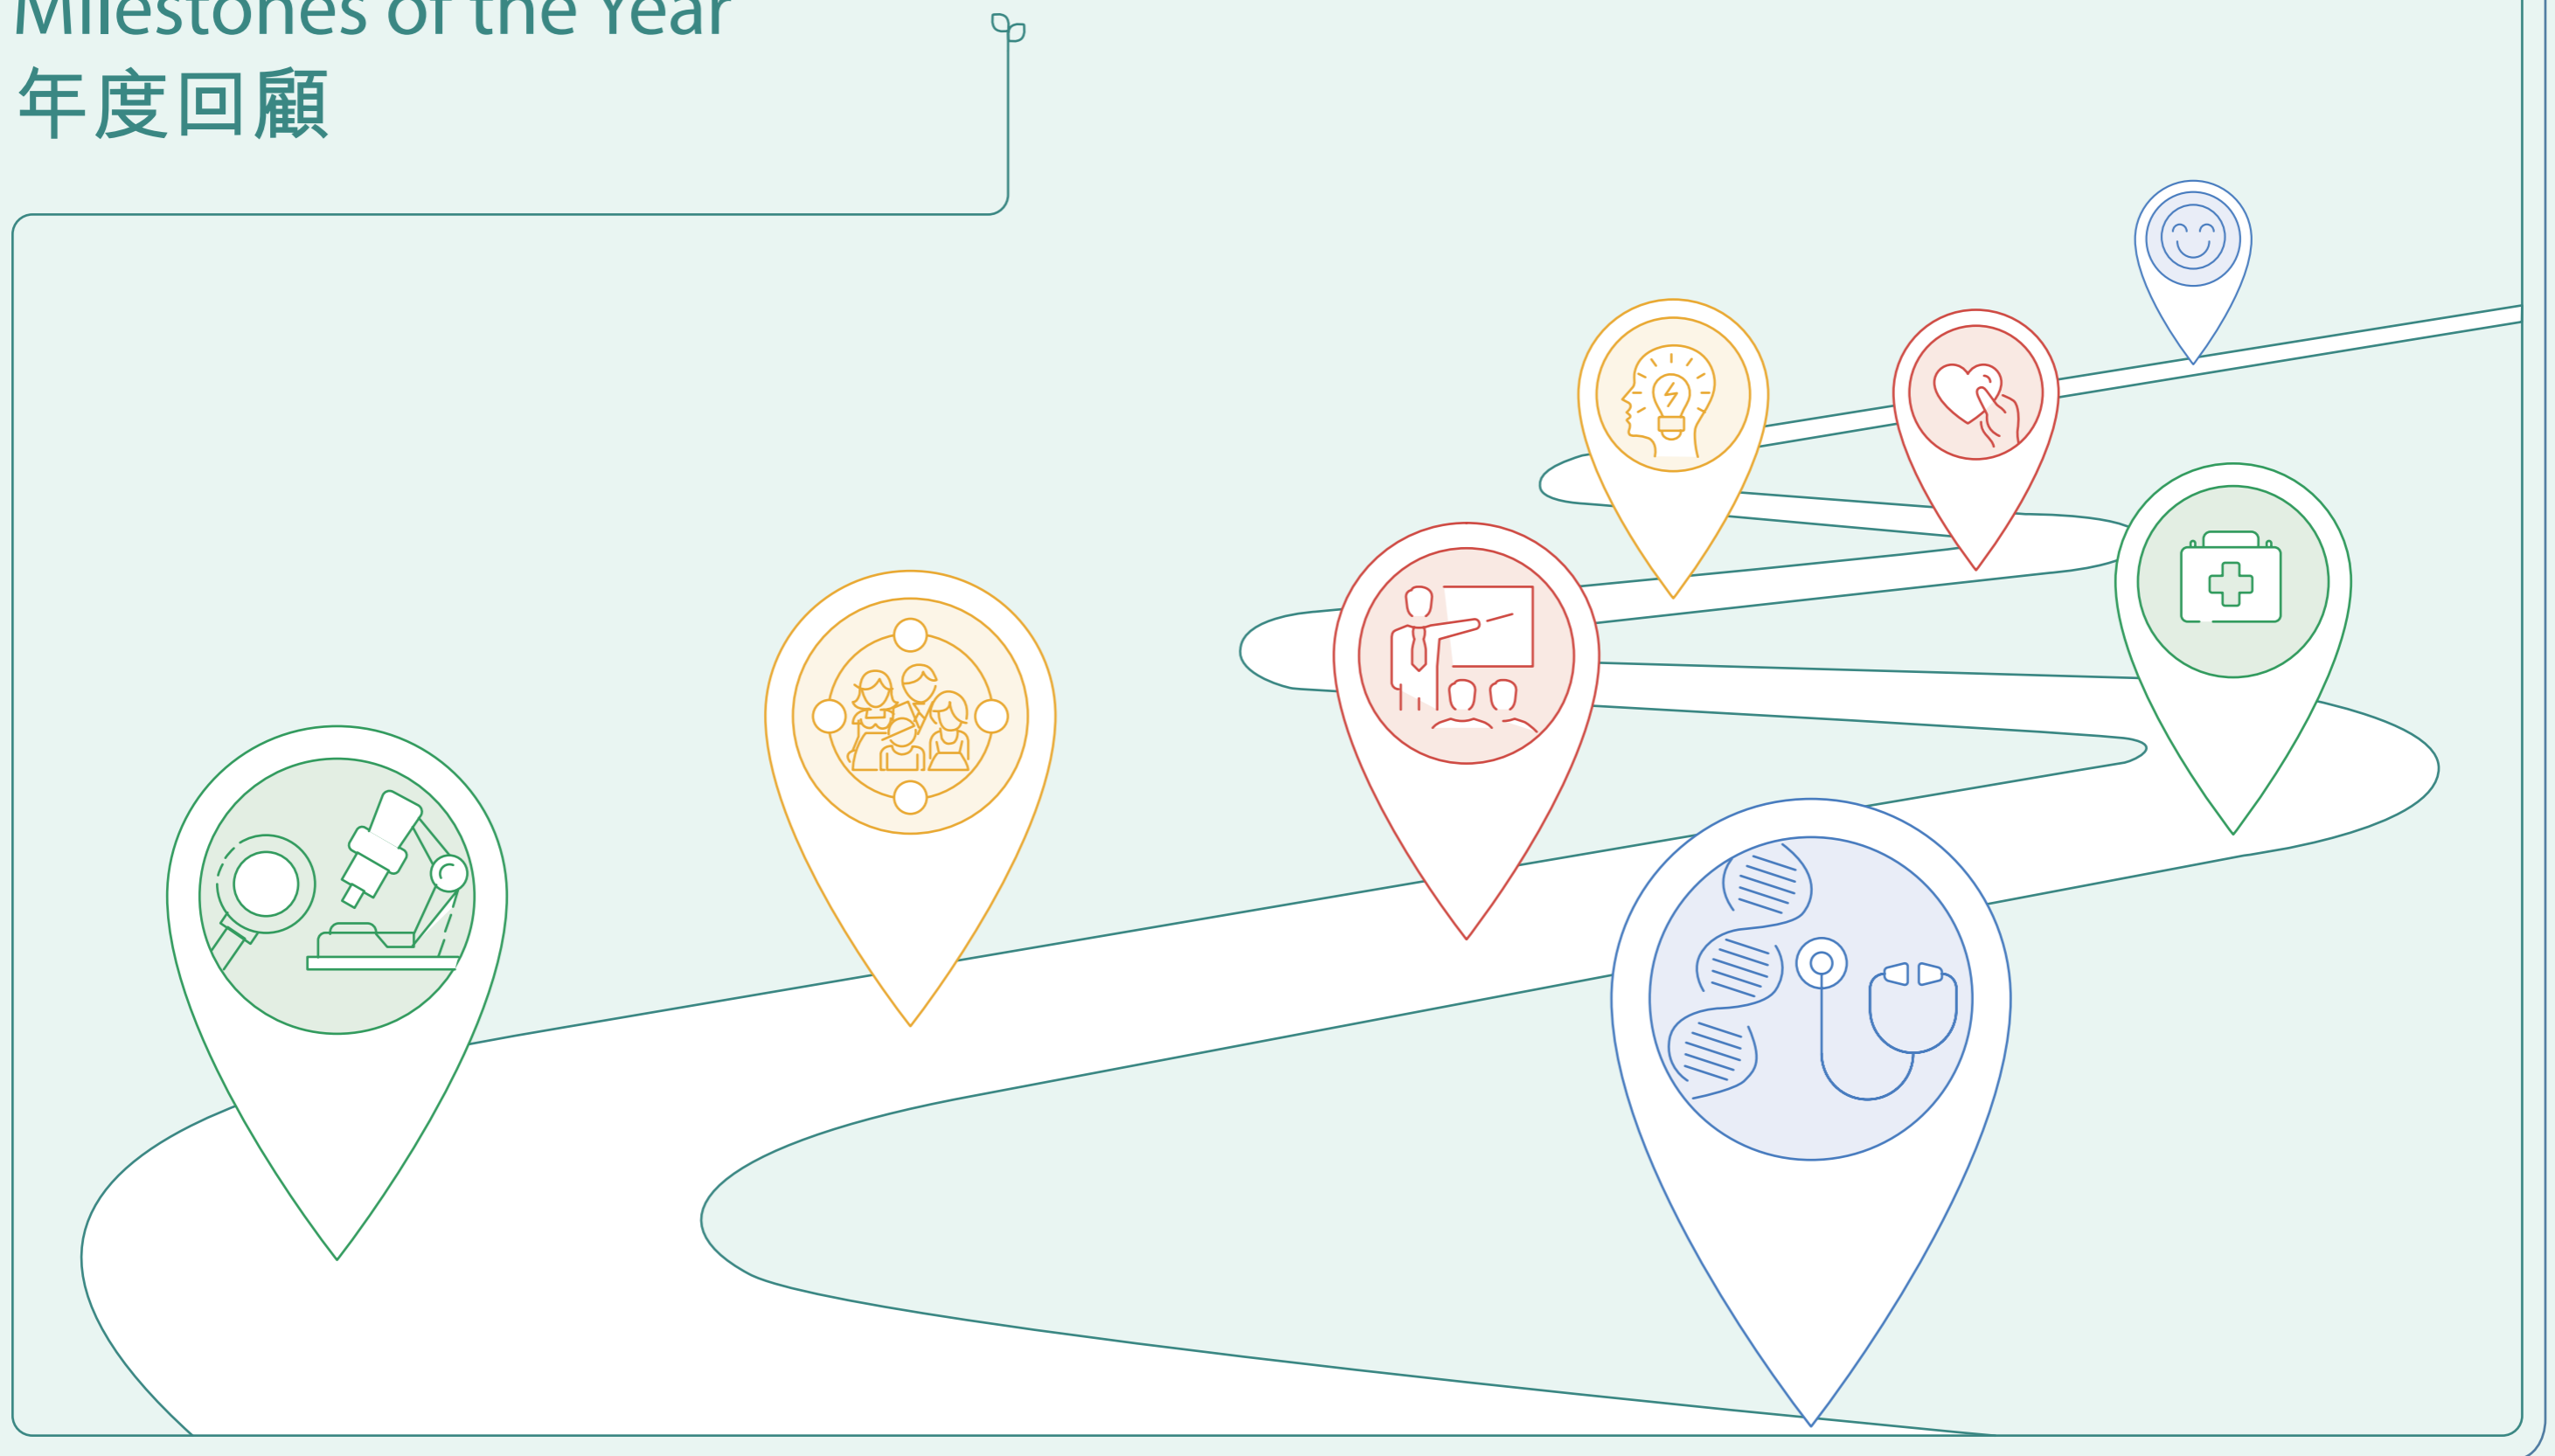 Milestones of the Year
年度回顧